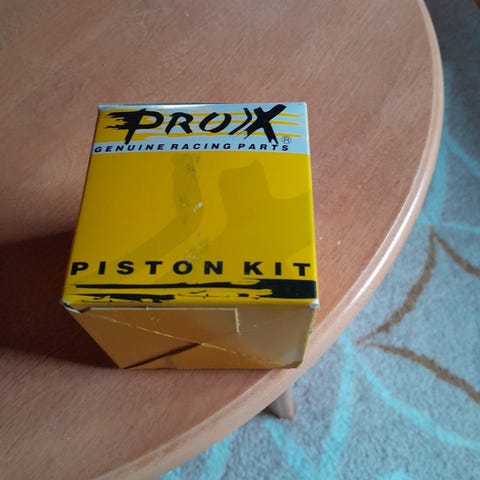 PROX®
GENUINE RACING PARTS
PISTON KIT